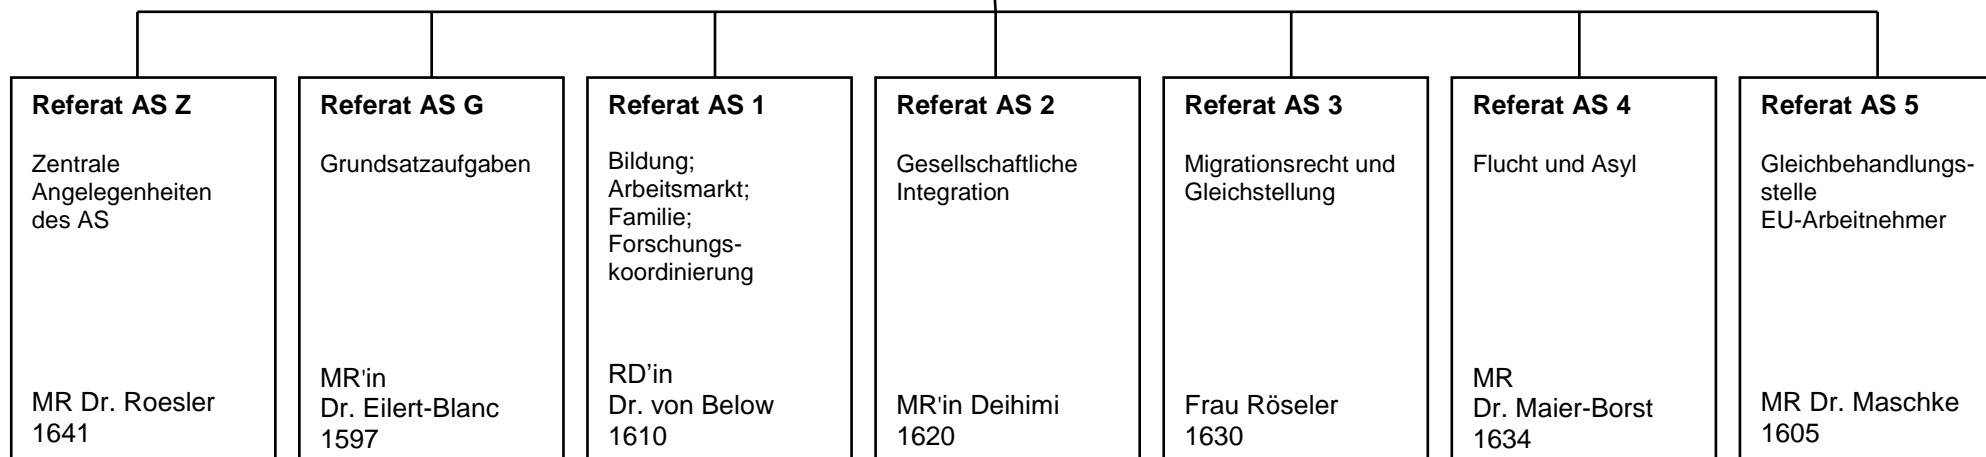 Referat AS Z
Zentrale
Angelegenheiten
des AS
MR Dr. Roesler
1641
Referat AS G
Grundsatzaufgaben
MR'in
Dr. Eilert-Blanc
1597
Referat AS 1
Bildung;
Arbeitsmarkt;
Familie;
Forschungs-
koordinierung
RD’in
Dr. von Below
1610
Referat AS 2
Gesellschaftliche
Integration
MR'in Deihimi
1620
Referat AS 3
Migrationsrecht und
Gleichstellung
Frau Röseler
1630
Referat AS 4
Flucht und Asyl
MR
Dr. Maier-Borst
1634
Referat AS 5
Gleichbehandlungs-
stelle
EU-Arbeitnehmer
MR Dr. Maschke
1605